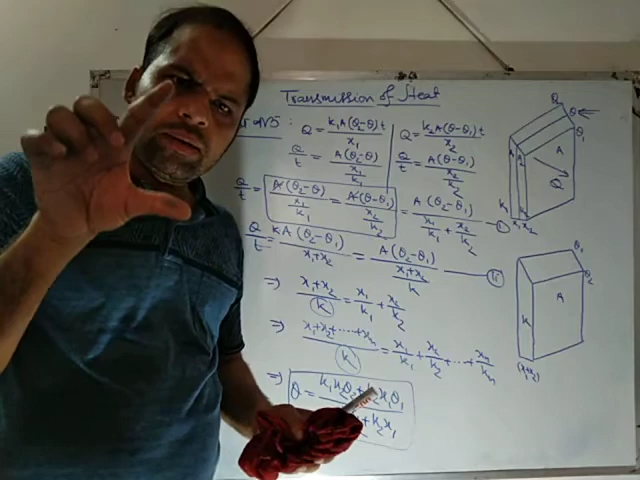 Transmission of Heat
Q = k₁A(θ₂-θ)t / x₁
Q = k₂A(θ-θ₁)t / x₂
Q/t = A(θ₂-θ) / (x₁/k₁)
Q/t = A(θ-θ₁) / (x₂/k₂)
Q/t = A(θ₂-θ) / (x₁/k₁) = A(θ-θ₁) / (x₂/k₂) = A(θ₂-θ₁) / (x₁/k₁ + x₂/k₂)
Q/t = kA(θ₂-θ₁) / (x₁+x₂) = A(θ₂-θ₁) / ((x₁+x₂)/k)
⇒ (x₁+x₂)/k = x₁/k₁ + x₂/k₂
⇒ (x₁+x₂+.....+xₙ)/k = x₁/k₁ + x₂/k₂ + ... + xₙ/kₙ
θ₂ θ θ₁
A
Q
k₁ x₁ x₂
θ₁
θ₂
A
k
(x₁+x₂)